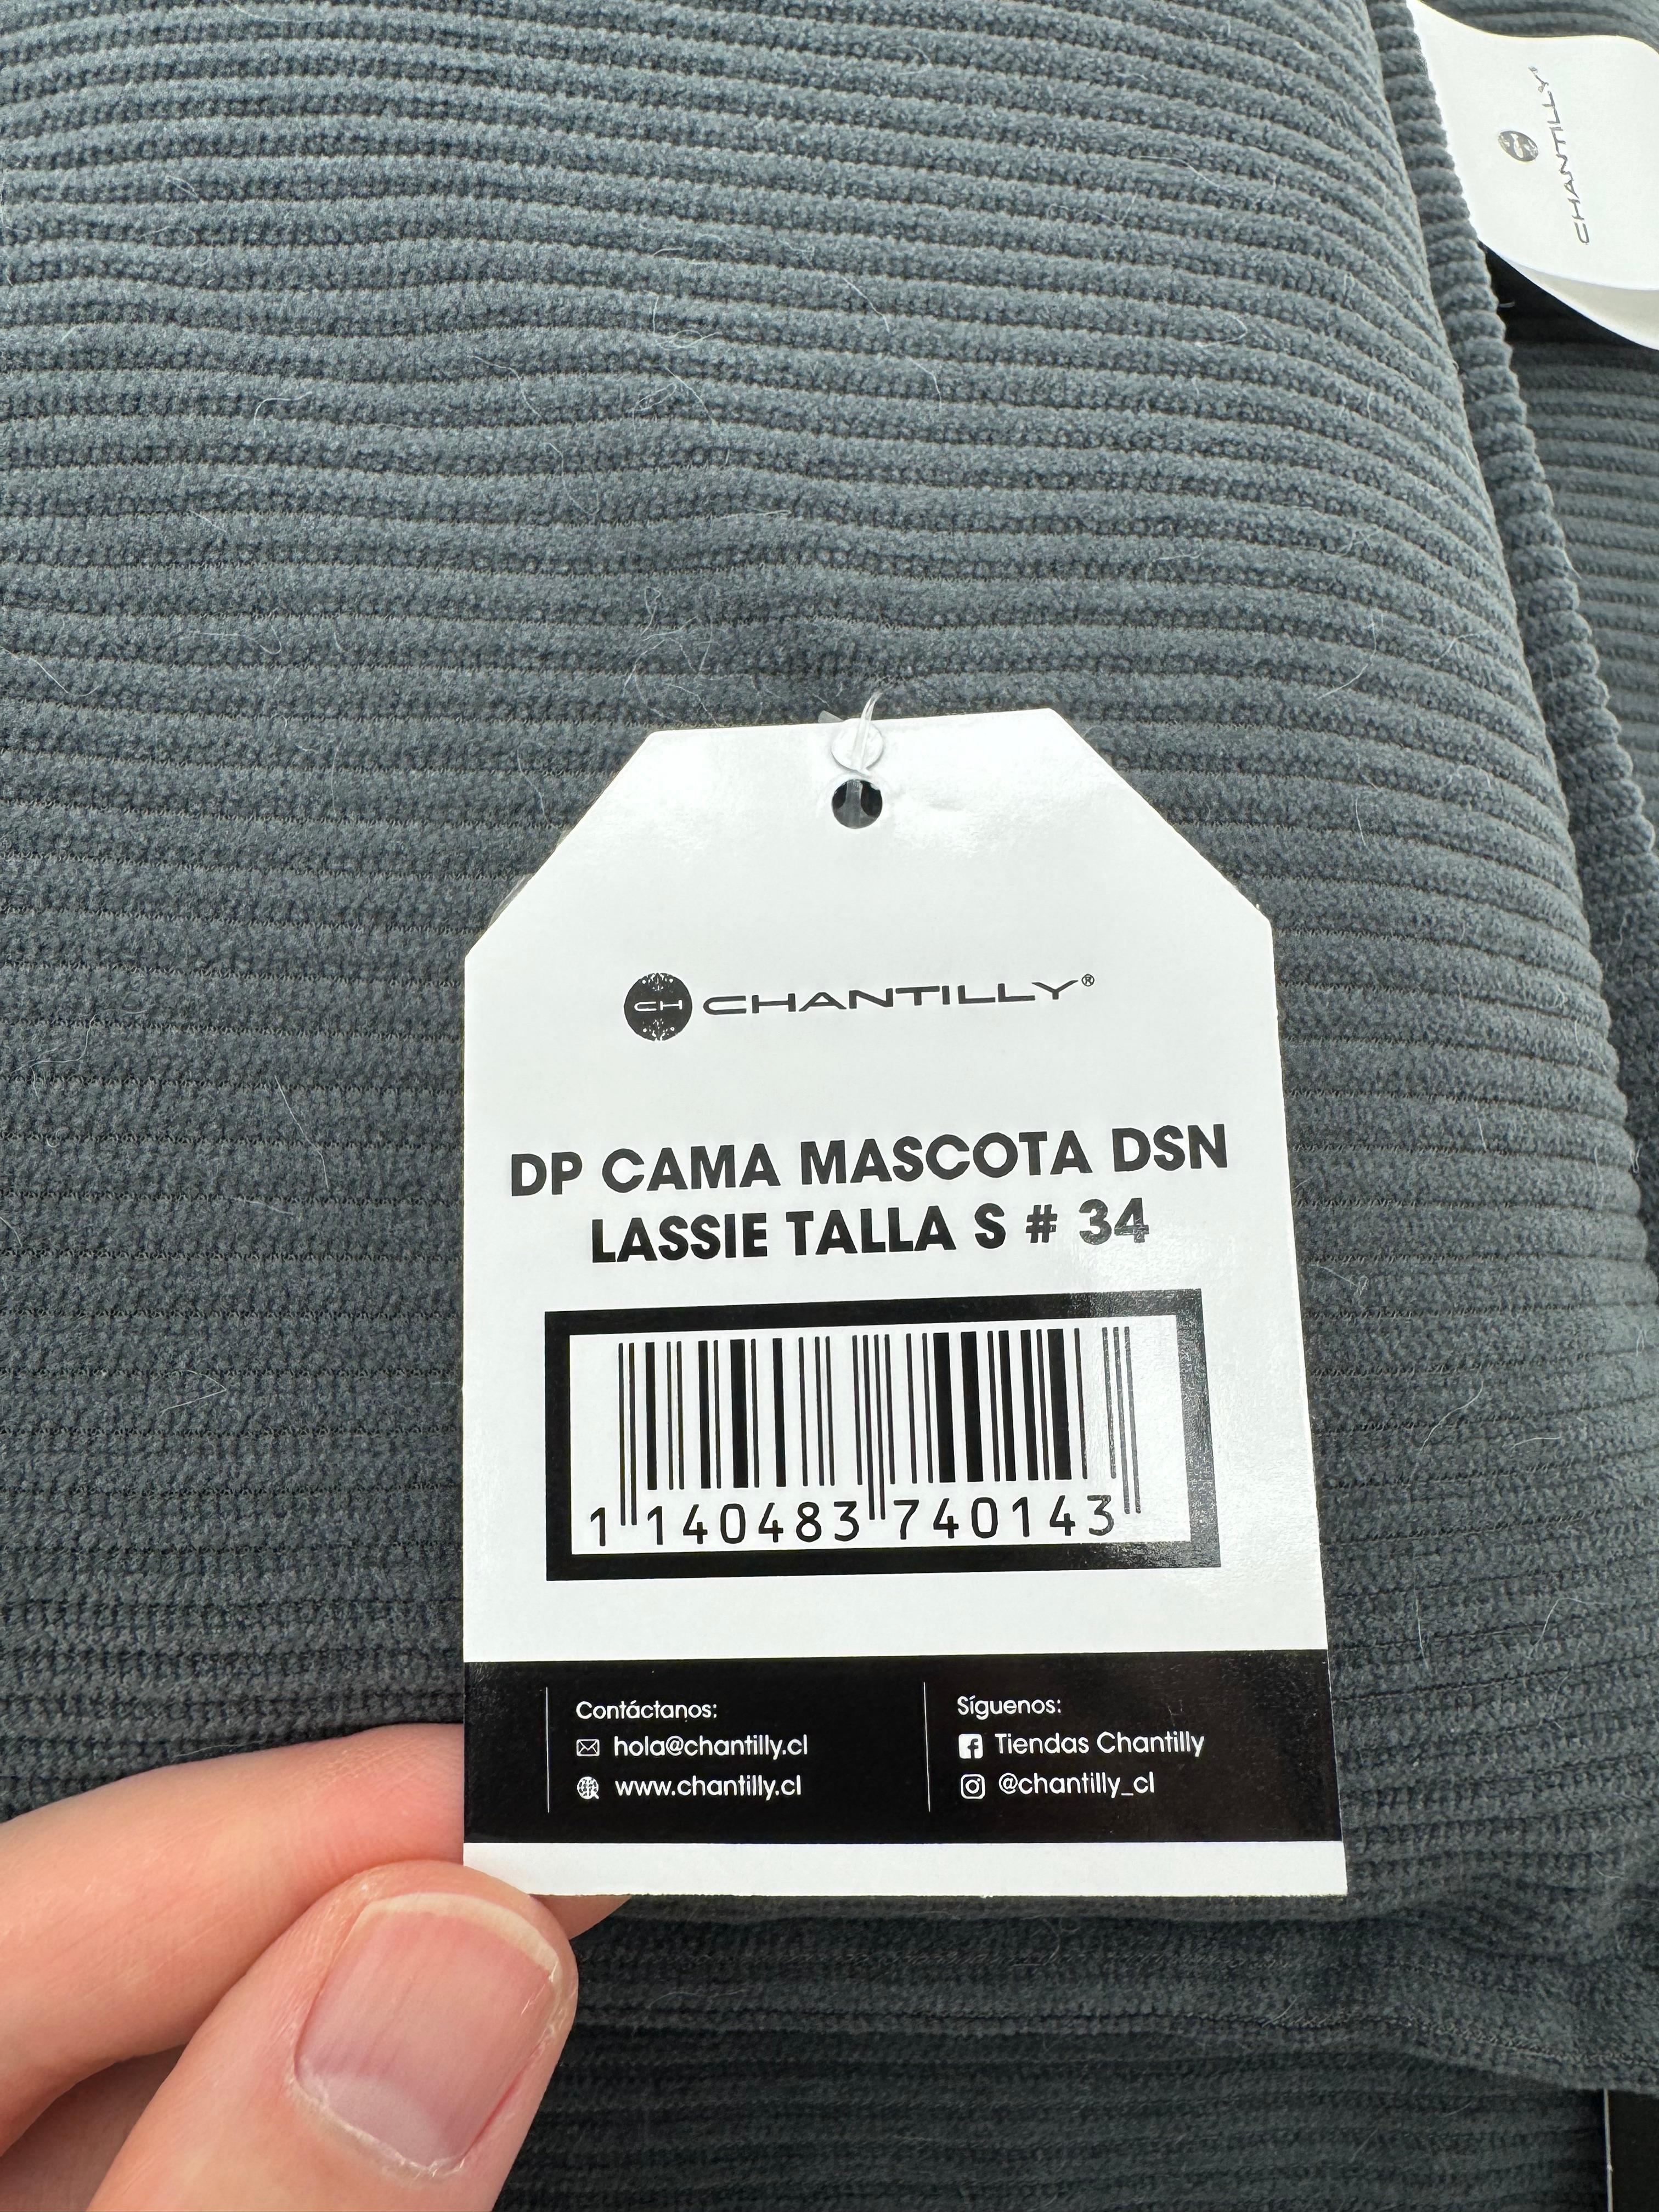 CHANTILLY
CH CHANTILLY®
DP CAMA MASCOTA DSN
LASSIE TALLA S # 34
1 140483 740143
Contáctanos:
hola@chantilly.cl
www.chantilly.cl
Síguenos:
Tiendas Chantilly
@chantilly_cl